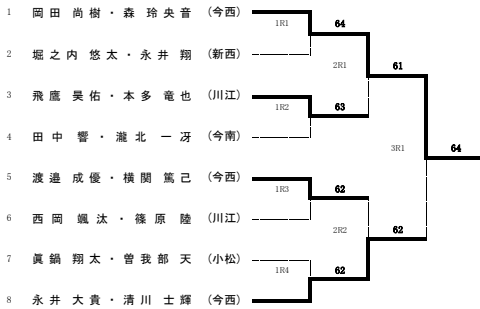 1 岡田 尚樹・森 玲央音 (今西)
1R1 64
2 堀之内 悠太・永井 翔 (新西)
2R1 61
3 飛鷹 昊佑・本多 竜也 (川江)
1R2 63
4 田中 響・瀧北 一冴 (今南)
3R1 64
5 渡邉 成優・横関 篤己 (今西)
1R3 62
6 西岡 颯汰・篠原 陸 (川江)
2R2 62
7 眞鍋 翔太・曽我部 天 (小松)
1R4 62
8 永井 大貴・清川 士輝 (今西)